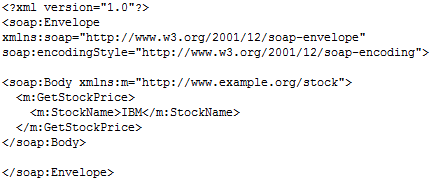 <?xml version="1.0"?>
<soap:Envelope
xmlns:soap="http://www.w3.org/2001/12/soap-envelope"
soap:encodingStyle="http://www.w3.org/2001/12/soap-encoding">

<soap:Body xmlns:m="http://www.example.org/stock">
  <m:GetStockPrice>
    <m:StockName>IBM</m:StockName>
  </m:GetStockPrice>
</soap:Body>

</soap:Envelope>